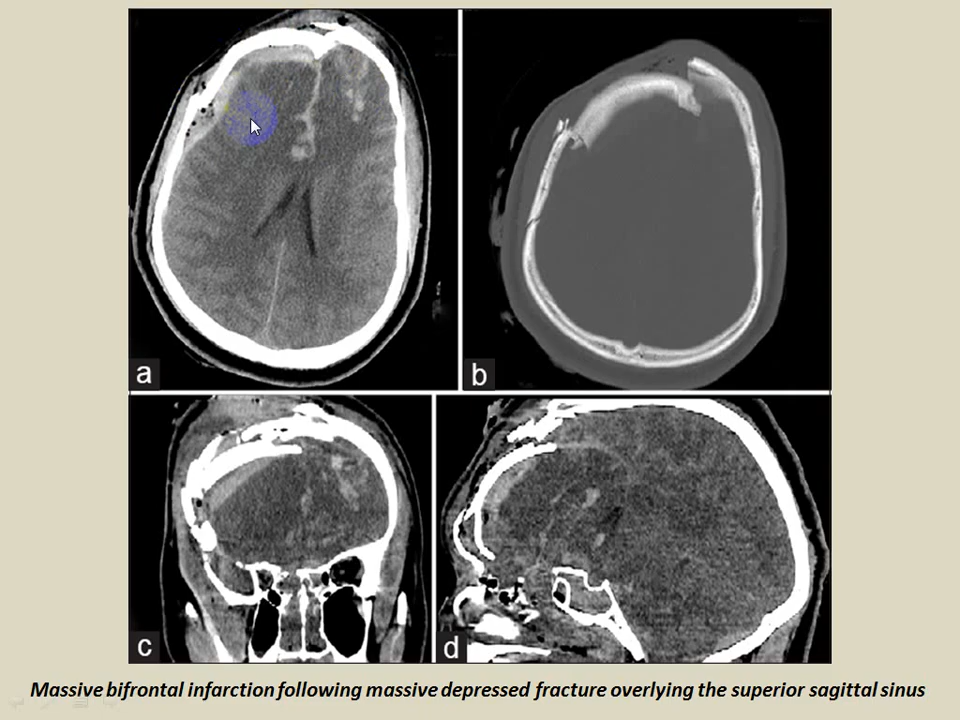 a
b
c
d
Massive bifrontal infarction following massive depressed fracture overlying the superior sagittal sinus